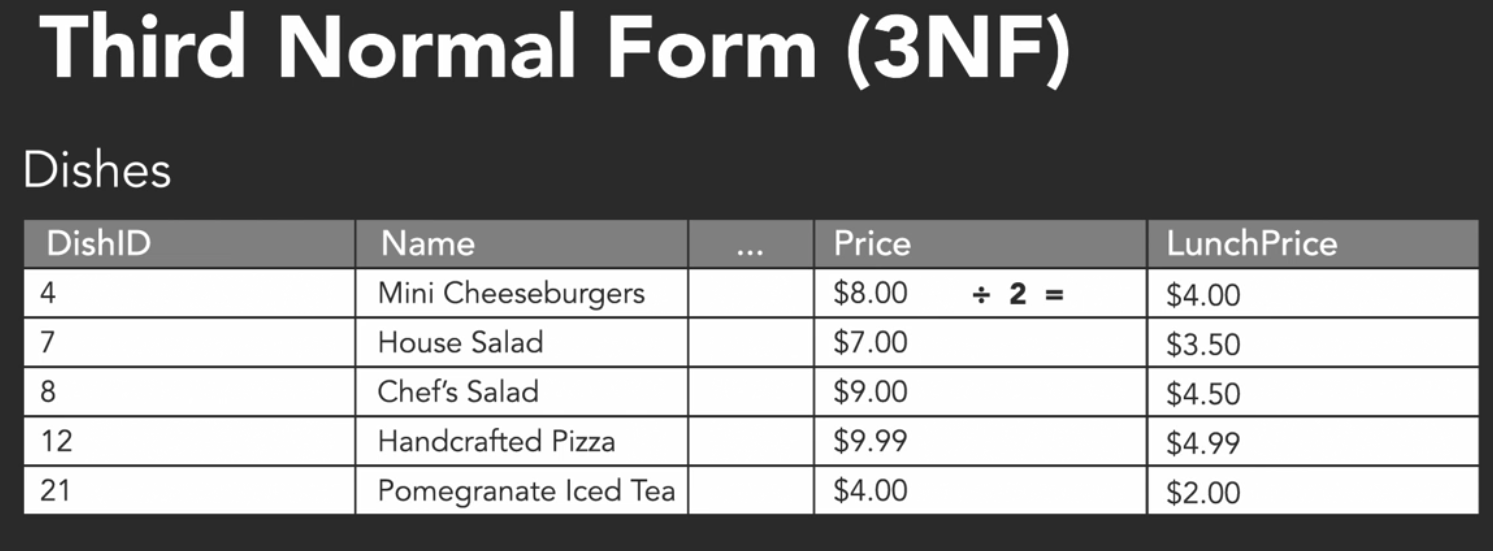 Third Normal Form (3NF)
Dishes
DishID Name ... Price LunchPrice
4 Mini Cheeseburgers $8.00 ÷ 2 = $4.00
7 House Salad $7.00 $3.50
8 Chef’s Salad $9.00 $4.50
12 Handcrafted Pizza $9.99 $4.99
21 Pomegranate Iced Tea $4.00 $2.00